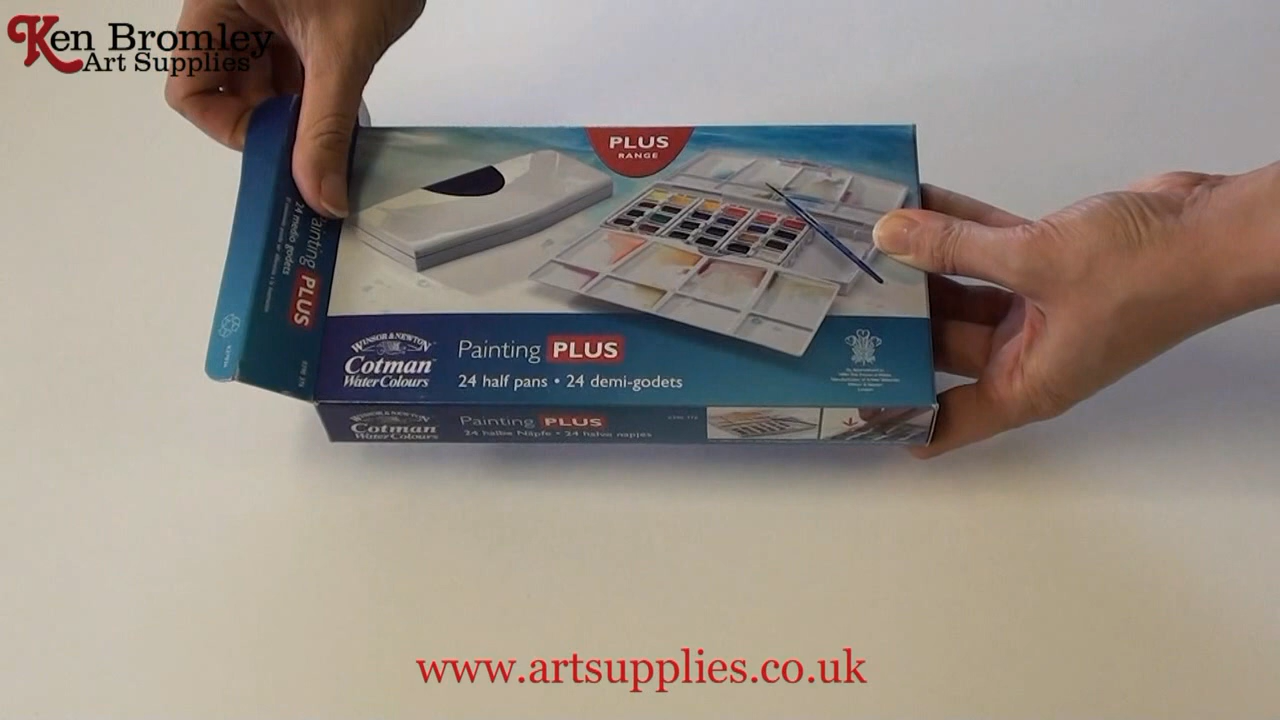 Ken Bromley
Art Supplies
PLUS
RANGE
Painting PLUS
24 medio godets
WINSOR & NEWTON
Cotman
Water Colours
Painting PLUS
24 half pans • 24 demi-godets
WINSOR & NEWTON
Cotman
Water Colours
Painting PLUS
24 halbe Näpfe • 24 halve napjes
www.artsupplies.co.uk